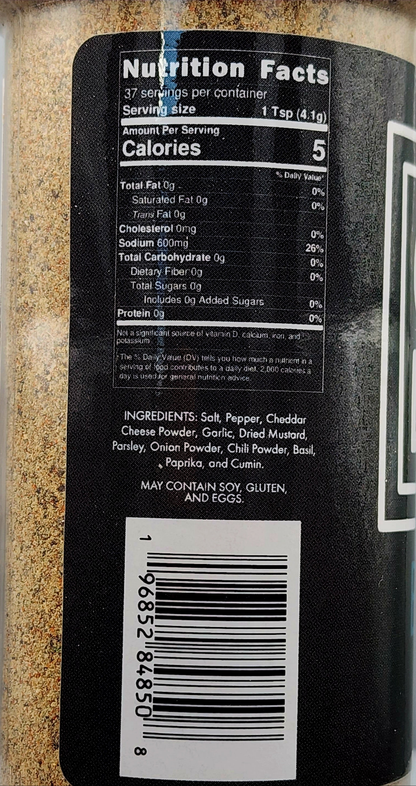 Nutrition Facts
37 servings per container
Serving size 1 Tsp (4.1g)
Amount Per Serving
Calories 5
% Daily Value*
Total Fat 0g 0%
Saturated Fat 0g 0%
Trans Fat 0g
Cholesterol 0mg 0%
Sodium 600mg 26%
Total Carbohydrate 0g 0%
Dietary Fiber 0g 0%
Total Sugars 0g
Includes 0g Added Sugars 0%
Protein 0g 0%
Not a significant source of vitamin D, calcium, iron, and
potassium
*The % Daily Value (DV) tells you how much a nutrient in a
serving of food contributes to a daily diet. 2,000 calories a
day is used for general nutrition advice.
INGREDIENTS: Salt, Pepper, Cheddar
Cheese Powder, Garlic, Dried Mustard,
Parsley, Onion Powder, Chili Powder, Basil,
Paprika, and Cumin.
MAY CONTAIN SOY, GLUTEN,
AND EGGS.
1 96852 84850 8